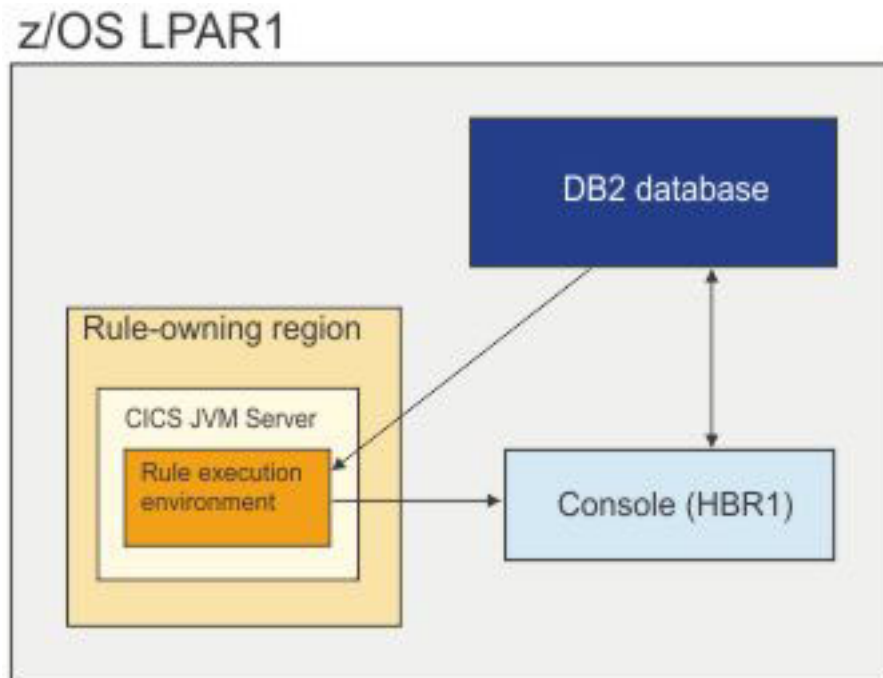 z/OS LPAR1
DB2 database
Rule-owning region
CICS JVM Server
Rule execution
environment
Console (HBR1)